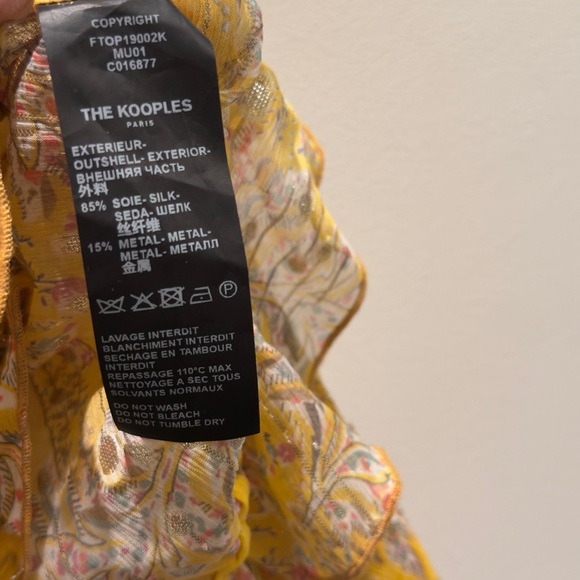 COPYRIGHT
FTOP19002K
MU01
C016877
THE KOOPLES
PARIS
EXTERIEUR-
OUTSHELL- EXTERIOR-
ВНЕШНЯЯ ЧАСТЬ
外料
85% SOIE- SILK-
SEDA- ШЕЛК
丝纤维
15% METAL- METAL-
METAL- МЕТАЛЛ
金属
P
LAVAGE INTERDIT
BLANCHIMENT INTERDIT
SECHAGE EN TAMBOUR
INTERDIT
REPASSAGE 110°C MAX
NETTOYAGE A SEC TOUS
SOLVANTS NORMAUX
DO NOT WASH
DO NOT BLEACH
DO NOT TUMBLE DRY